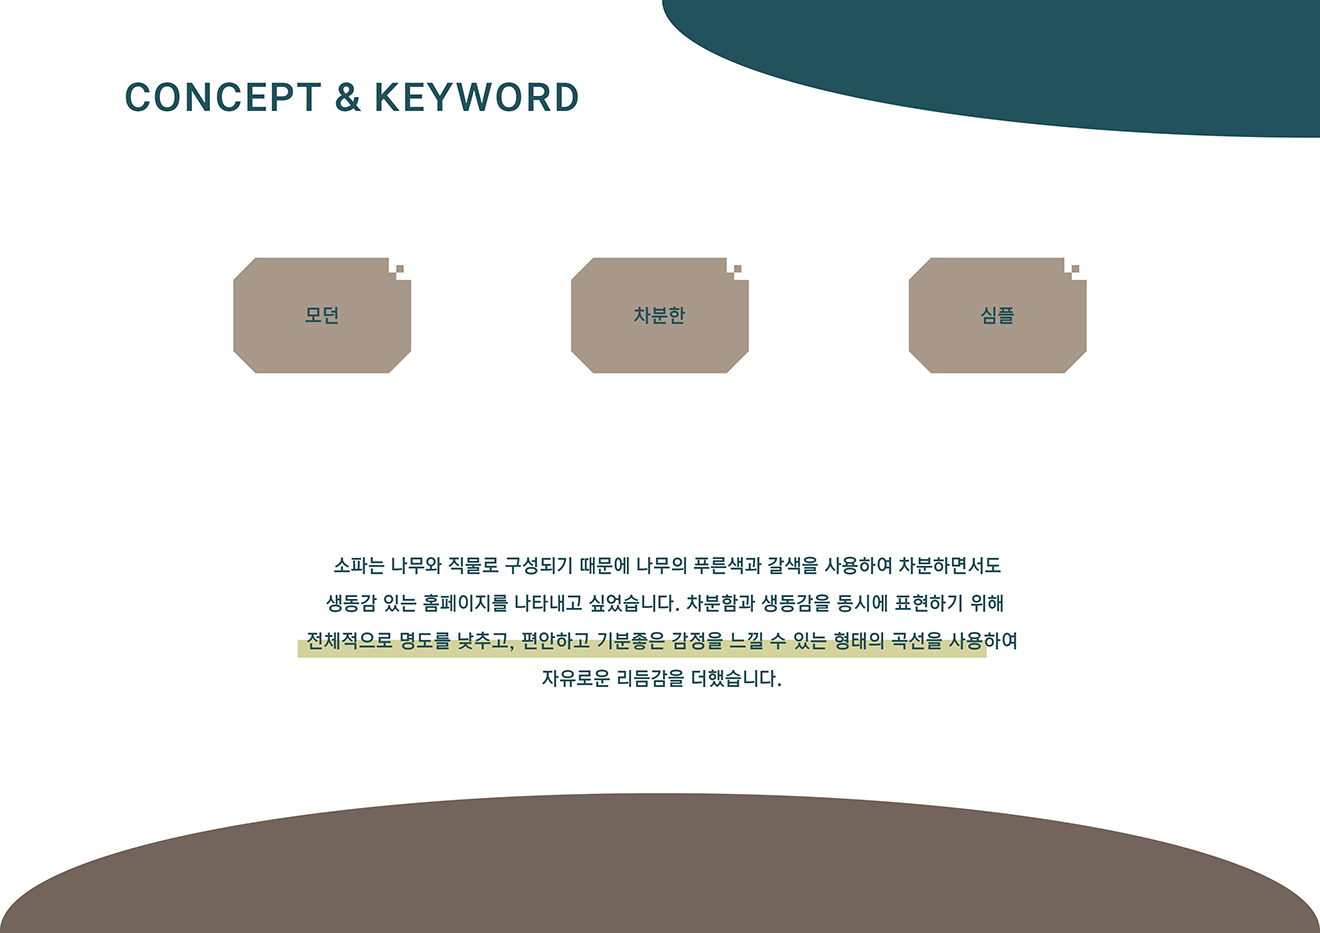 CONCEPT & KEYWORD
모던
차분한
심플
소파는 나무와 직물로 구성되기 때문에 나무의 푸른색과 갈색을 사용하여 차분하면서도
생동감 있는 홈페이지를 나타내고 싶었습니다. 차분함과 생동감을 동시에 표현하기 위해
전체적으로 명도를 낮추고, 편안하고 기분좋은 감정을 느낄 수 있는 형태의 곡선을 사용하여
자유로운 리듬감을 더했습니다.